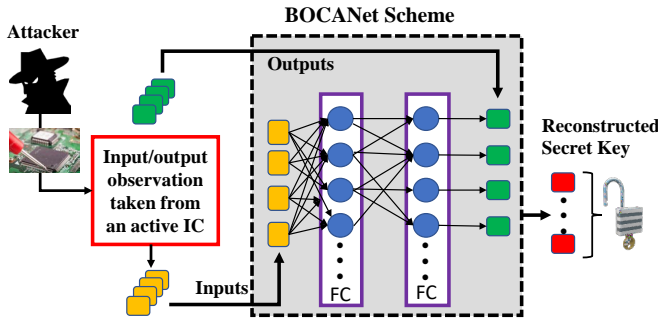 BOCANet Scheme
Attacker
Outputs
Input/output
observation
taken from
an active IC
Reconstructed
Secret Key
Inputs
FC
FC